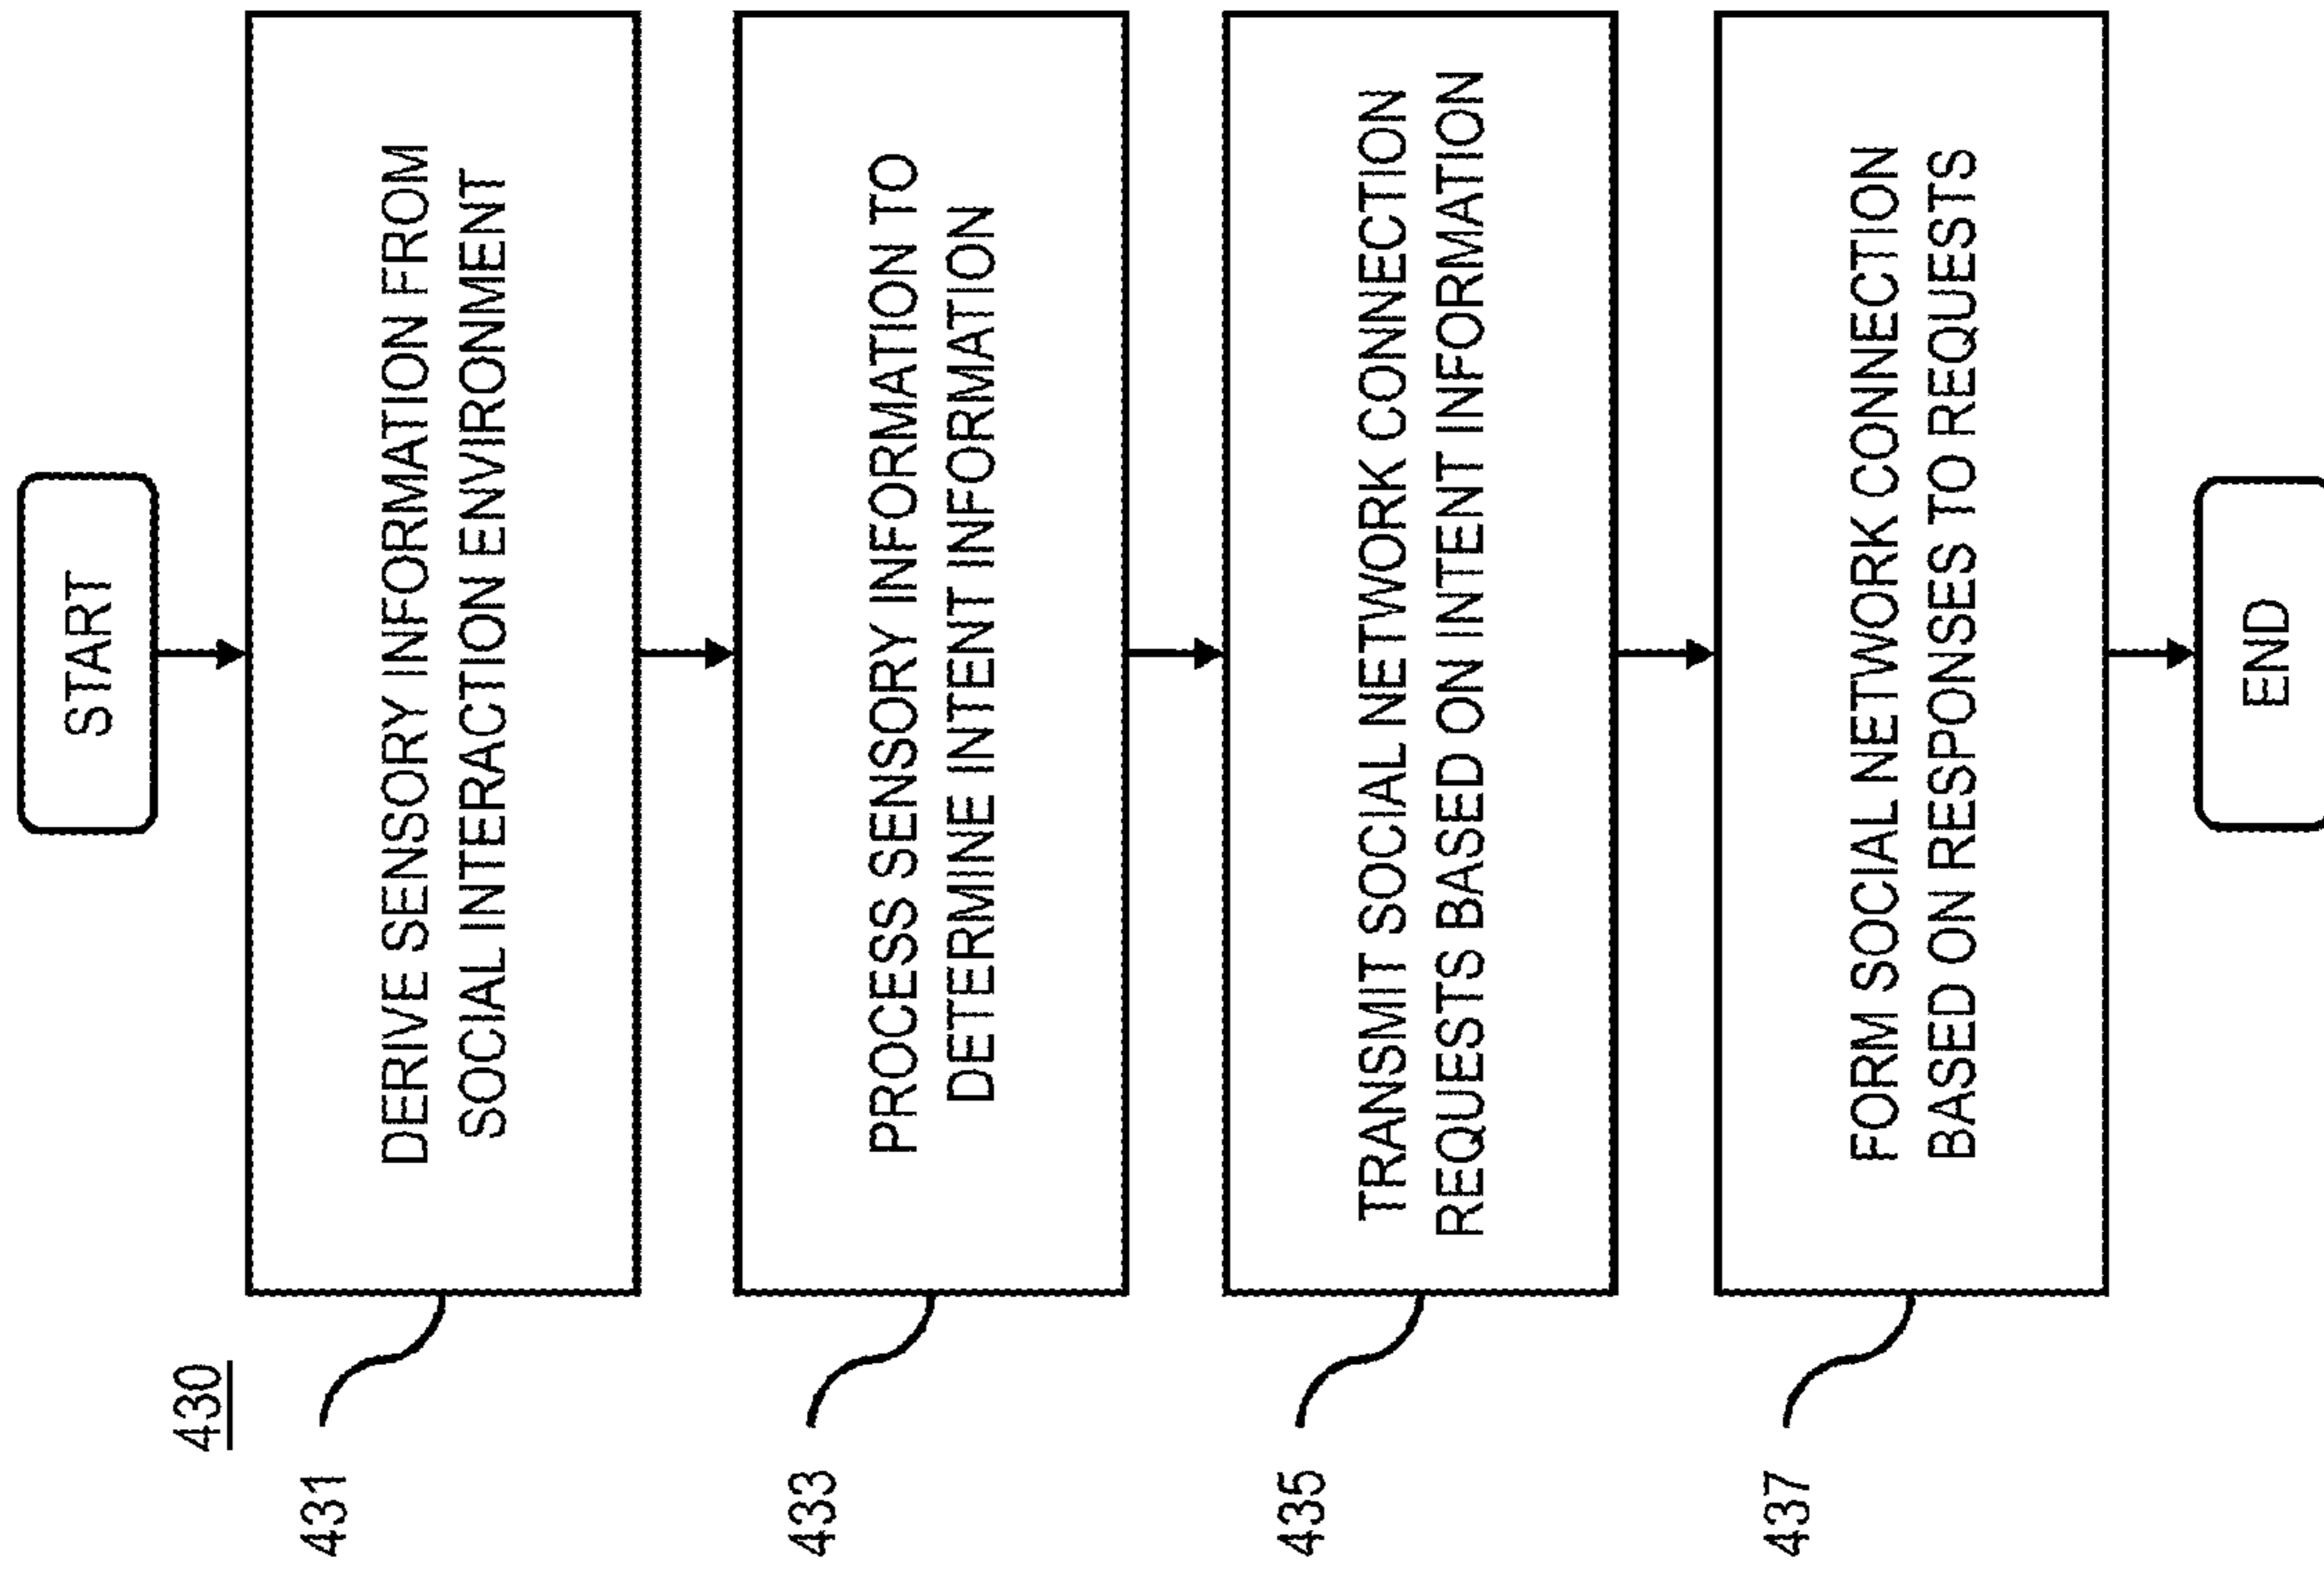 START
430
431
DERIVE SENSORY INFORMATION FROM
SOCIAL INTERACTION ENVIRONMENT
433
PROCESS SENSORY INFORMATION TO
DETERMINE INTENT INFORMATION
435
TRANSMIT SOCIAL NETWORK CONNECTION
REQUESTS BASED ON INTENT INFORMATION
437
FORM SOCIAL NETWORK CONNECTION
BASED ON RESPONSES TO REQUESTS
END